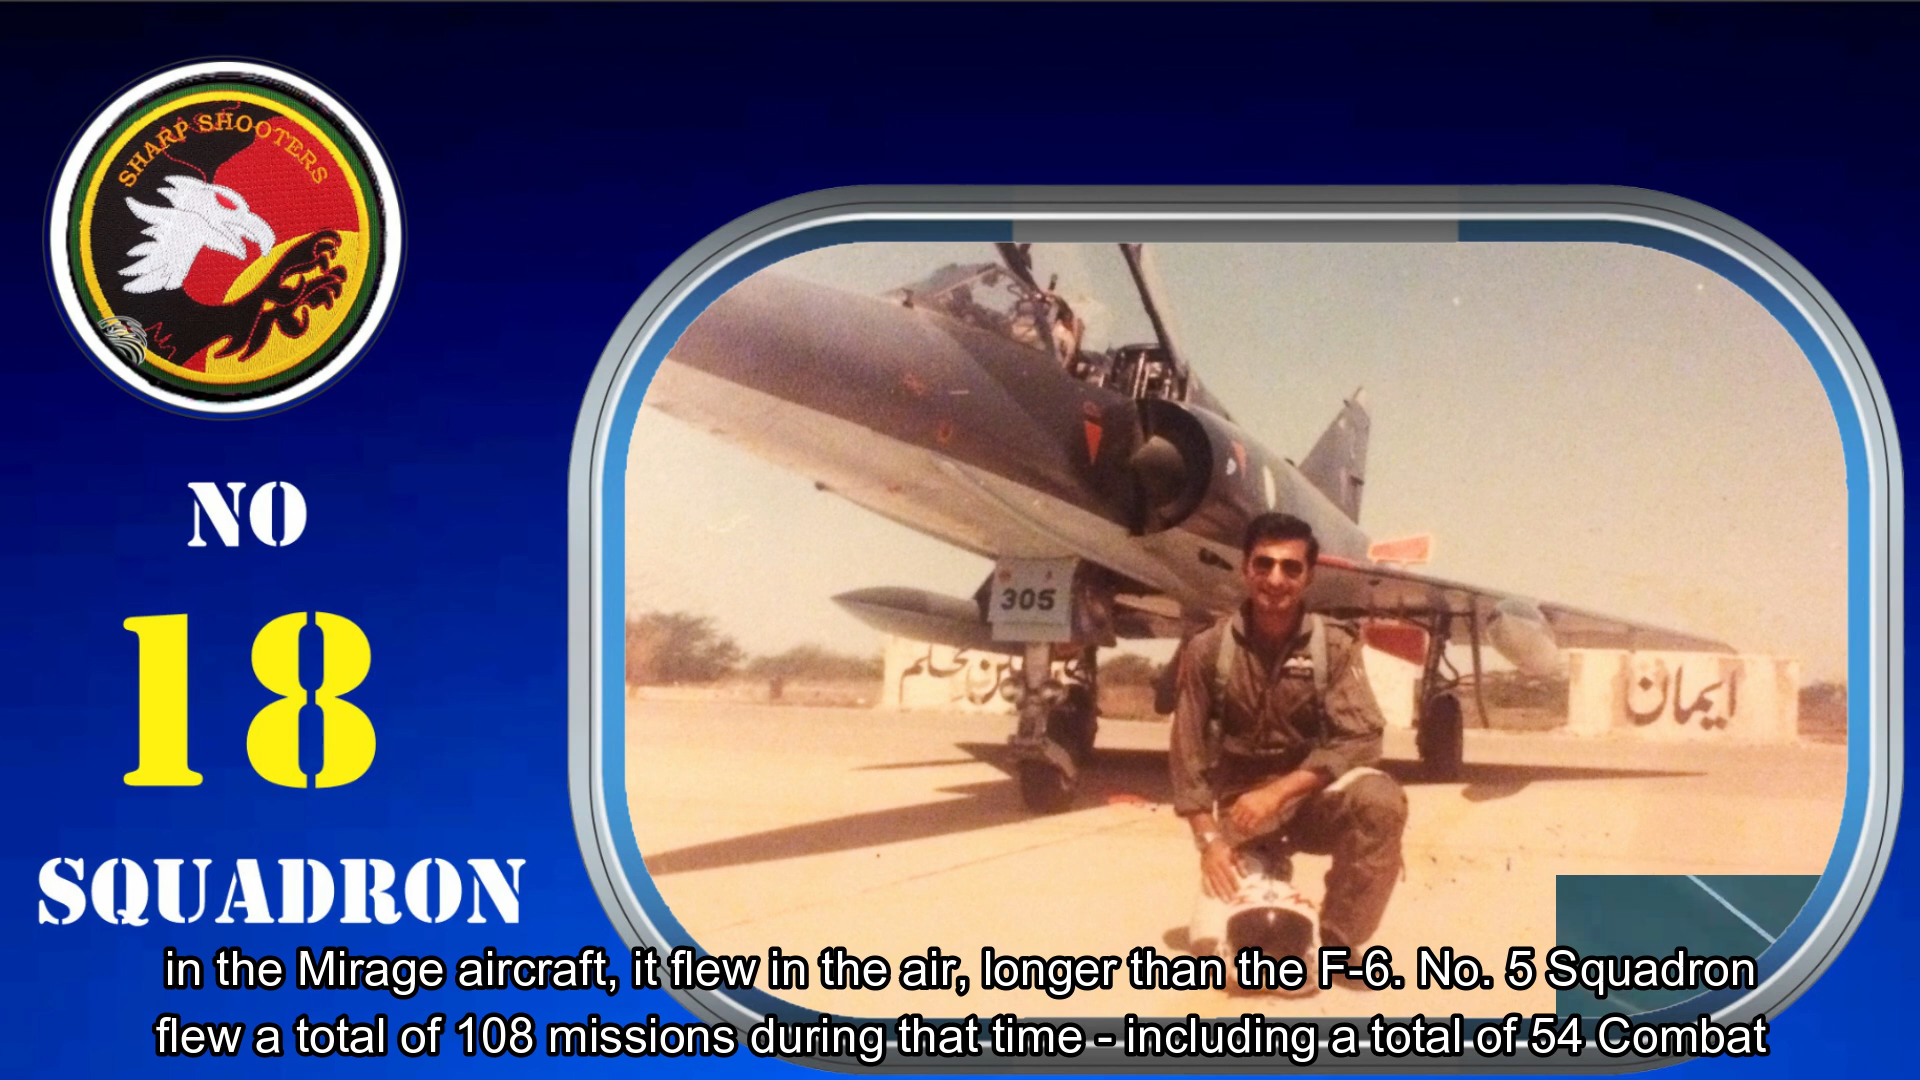 SHARP SHOOTERS
NO
18
SQUADRON
305
ایمان
in the Mirage aircraft, it flew in the air, longer than the F-6. No. 5 Squadron
flew a total of 108 missions during that time - including a total of 54 Combat